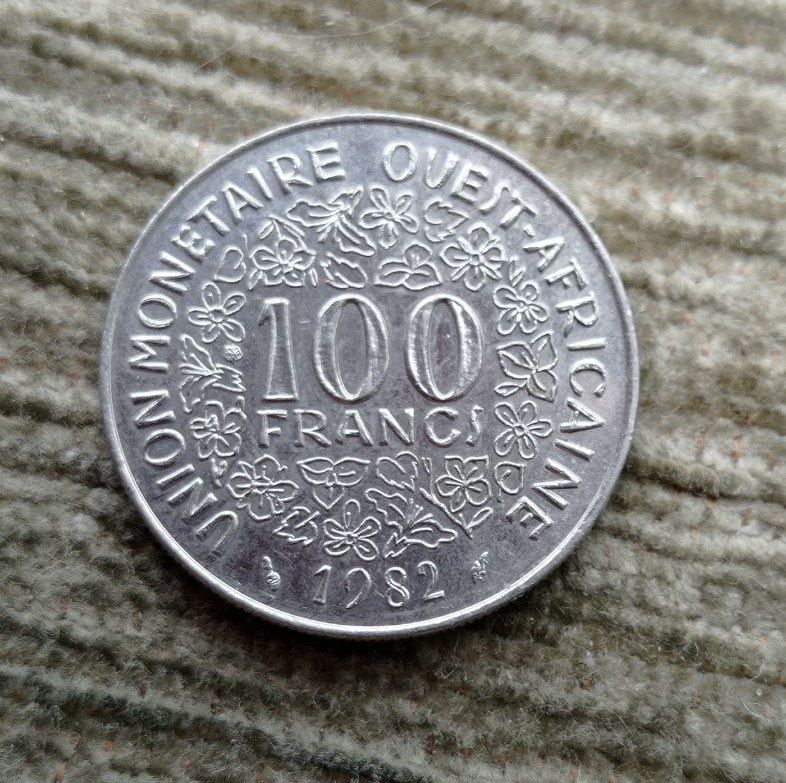 UNION MONETAIRE OUEST-AFRICAINE
100
FRANCS
1982